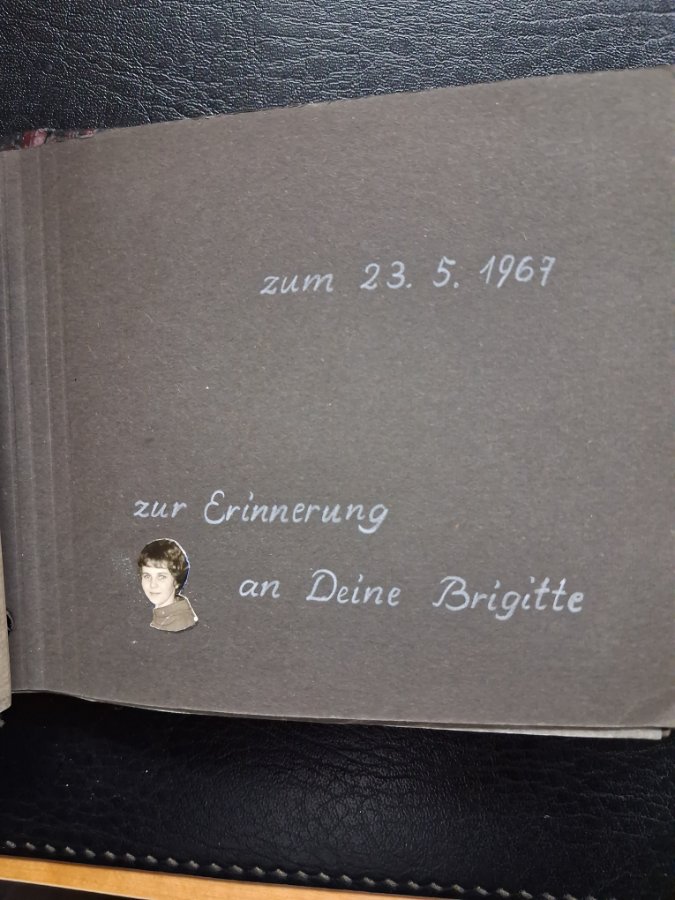 zum 23. 5. 1967
zur Erinnerung
an Deine Brigitte